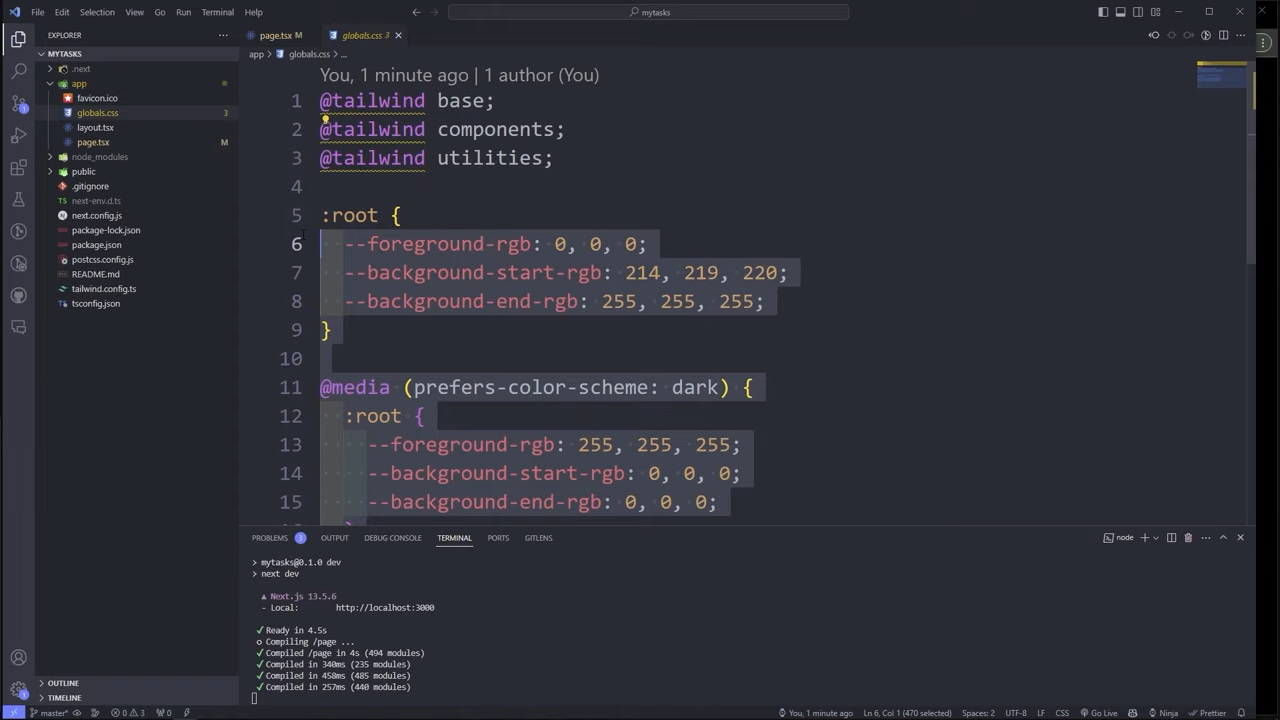 File Edit Selection View Go Run Terminal Help
mytasks
EXPLORER
MYTASKS
.next
app
favicon.ico
globals.css 3
layout.tsx
page.tsx M
node_modules
public
.gitignore
next-env.d.ts
next.config.js
package-lock.json
package.json
postcss.config.js
README.md
tailwind.config.ts
tsconfig.json
OUTLINE
TIMELINE
page.tsx M globals.css 3
app > globals.css > ...
You, 1 minute ago | 1 author (You)
1 @tailwind base;
2 @tailwind components;
3 @tailwind utilities;
4
5 :root {
6 --foreground-rgb: 0, 0, 0;
7 --background-start-rgb: 214, 219, 220;
8 --background-end-rgb: 255, 255, 255;
9 }
10
11 @media (prefers-color-scheme: dark) {
12 :root {
13 --foreground-rgb: 255, 255, 255;
14 --background-start-rgb: 0, 0, 0;
15 --background-end-rgb: 0, 0, 0;
PROBLEMS 3 OUTPUT DEBUG CONSOLE TERMINAL PORTS GITLENS
node
> mytasks@0.1.0 dev
> next dev
▲ Next.js 13.5.6
- Local: http://localhost:3000
✓ Ready in 4.5s
○ Compiling /page ...
✓ Compiled /page in 4s (494 modules)
✓ Compiled in 340ms (235 modules)
✓ Compiled in 458ms (485 modules)
✓ Compiled in 257ms (440 modules)
master* 0 3 0 You, 1 minute ago Ln 6, Col 1 (470 selected) Spaces: 2 UTF-8 LF CSS Go Live Ninja Prettier